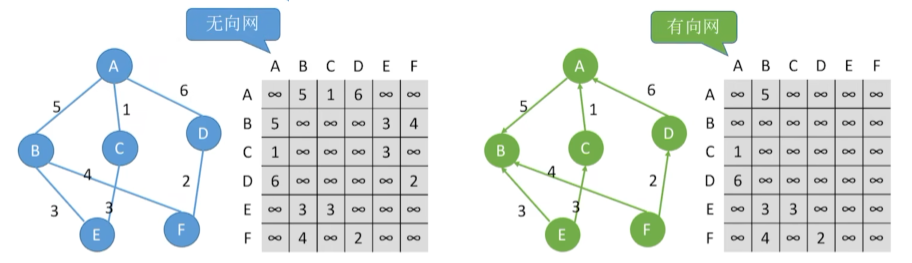 无向网
有向网
A B C D E F
A ∞ 5 1 6 ∞ ∞
B 5 ∞ ∞ ∞ 3 4
C 1 ∞ ∞ ∞ 3 ∞
D 6 ∞ ∞ ∞ ∞ 2
E ∞ 3 3 ∞ ∞ ∞
F ∞ 4 ∞ 2 ∞ ∞
A
5
1
6
B
C
D
4
2
3
3
E
F
A B C D E F
A ∞ 5 ∞ ∞ ∞ ∞
B ∞ ∞ ∞ ∞ ∞ ∞
C 1 ∞ ∞ ∞ ∞ ∞
D 6 ∞ ∞ ∞ ∞ ∞
E ∞ 3 3 ∞ ∞ ∞
F ∞ 4 ∞ 2 ∞ ∞
A
5
1
6
B
C
D
4
2
3
3
E
F